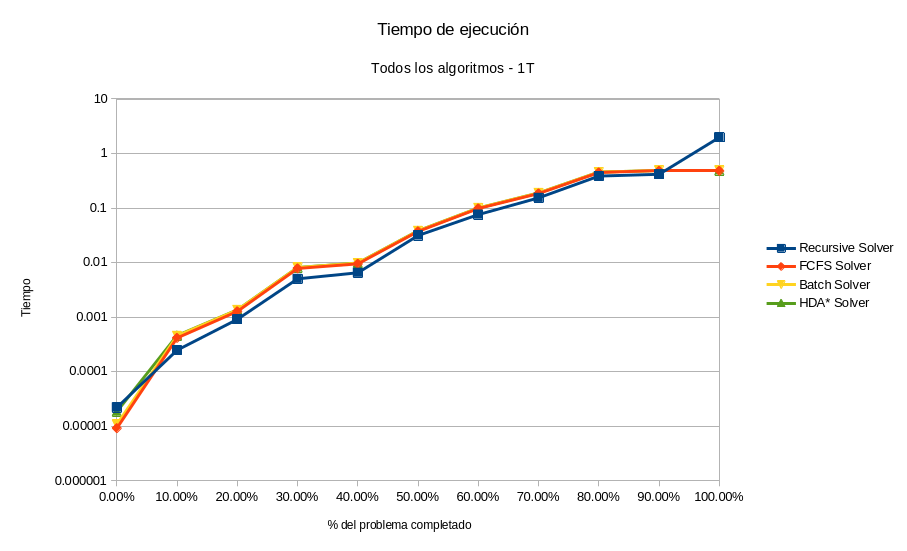 Tiempo de ejecución
Todos los algoritmos - 1T
10
1
0.1
0.01
0.001
0.0001
0.00001
0.000001
Tiempo
0.00% 10.00% 20.00% 30.00% 40.00% 50.00% 60.00% 70.00% 80.00% 90.00% 100.00%
% del problema completado
Recursive Solver
FCFS Solver
Batch Solver
HDA* Solver